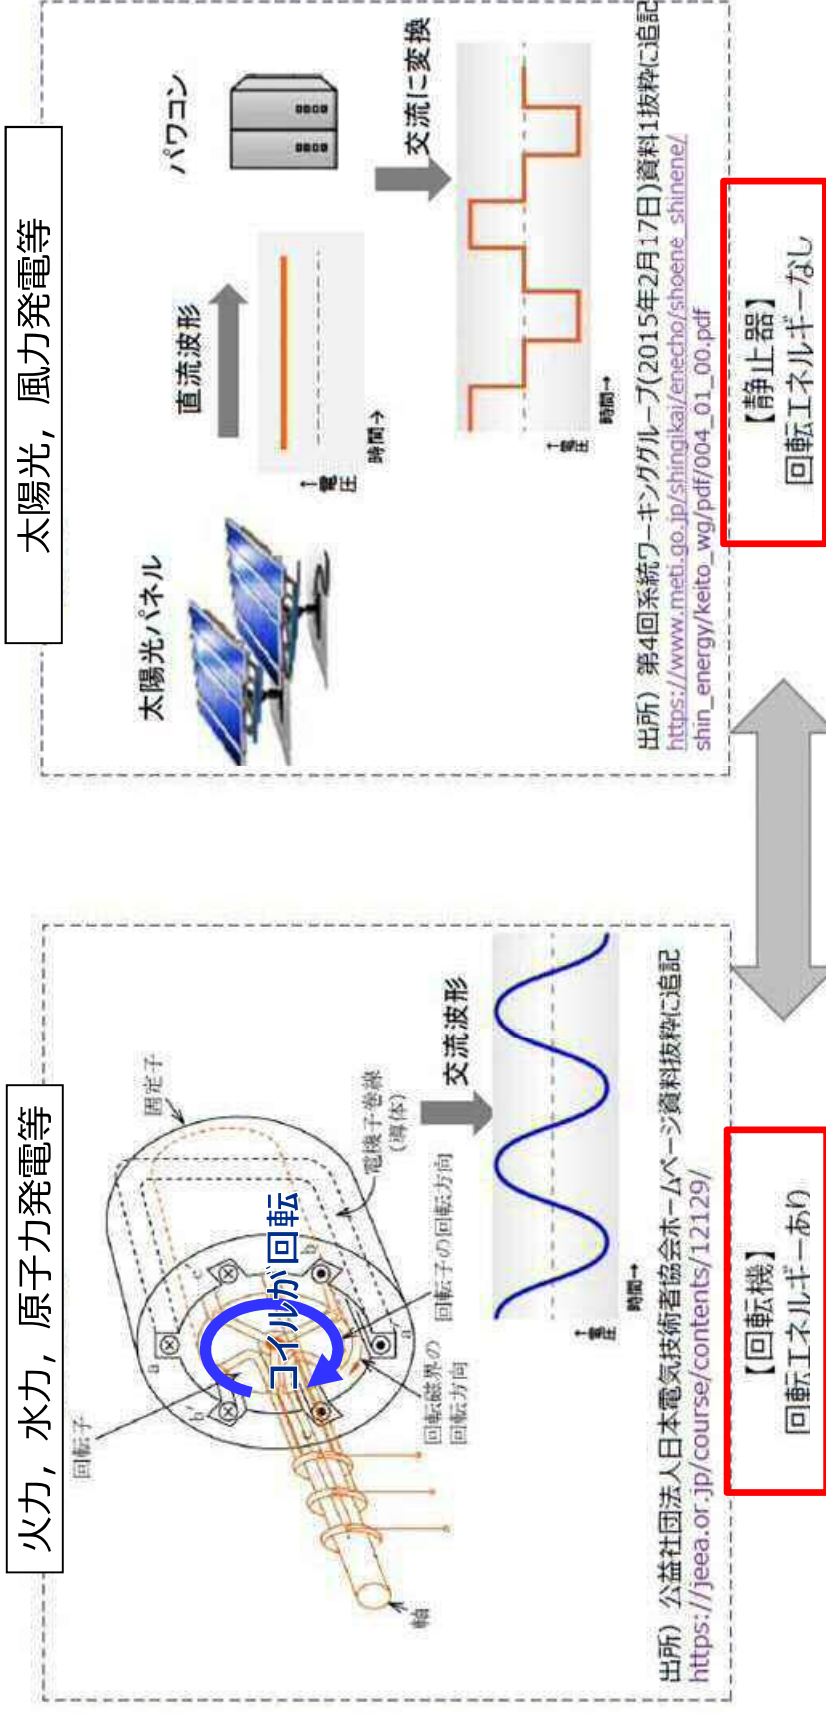 火力，水力，原子力発電等
回転子
固定子
a
b'
c'
b
c
a'
コイルが回転
電機子巻線
(導体)
回転子の回転方向
回転磁界の
回転方向
軸
交流波形
↑電圧
時間→
出所）公益社団法人日本電気技術者協会ホームページ資料抜粋に追記
https://jeea.or.jp/course/contents/12129/
【回転機】
回転エネルギーあり
太陽光，風力発電等
太陽光パネル
直流波形
パワコン
↑電圧
時間→
交流に変換
↑電圧
時間→
出所）第4回系統ワーキンググループ(2015年2月17日)資料1抜粋に追記
https://www.meti.go.jp/shingikai/enecho/shoene_shinene/
shin_energy/keito_wg/pdf/004_01_00.pdf
【静止器】
回転エネルギーなし